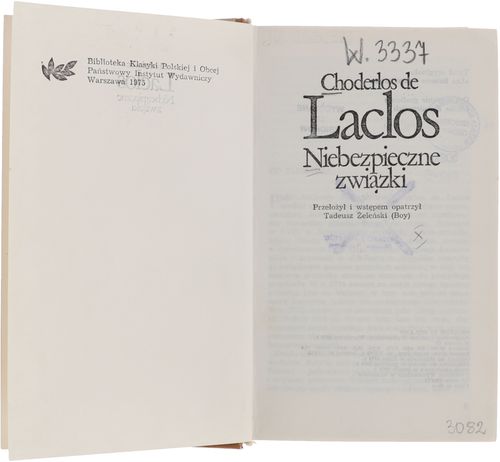 Biblioteka Klasyki Polskiej i Obcej
Państwowy Instytut Wydawniczy
Warszawa 1975
W. 3337
Choderlos de
Laclos
Niebezpieczne
związki
Przełożył i wstępem opatrzył
Tadeusz Żeleński (Boy)
X
3082